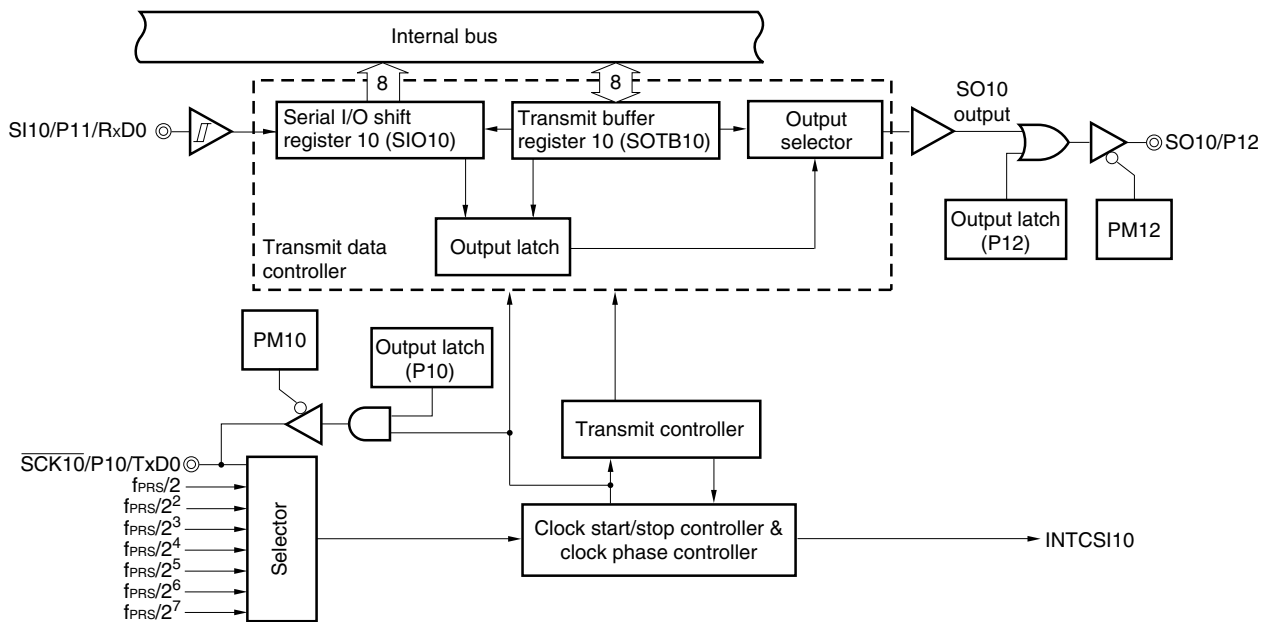 Internal bus
8
8
SI10/P11/RxD0
Serial I/O shift
register 10 (SIO10)
Transmit buffer
register 10 (SOTB10)
Output
selector
SO10
output
SO10/P12
Output latch
(P12)
PM12
Output latch
Transmit data
controller
PM10
Output latch
(P10)
Transmit controller
SCK10/P10/TxD0
fPRS/2
fPRS/2²
fPRS/2³
fPRS/2⁴
fPRS/2⁵
fPRS/2⁶
fPRS/2⁷
Selector
Clock start/stop controller &
clock phase controller
INTCSI10